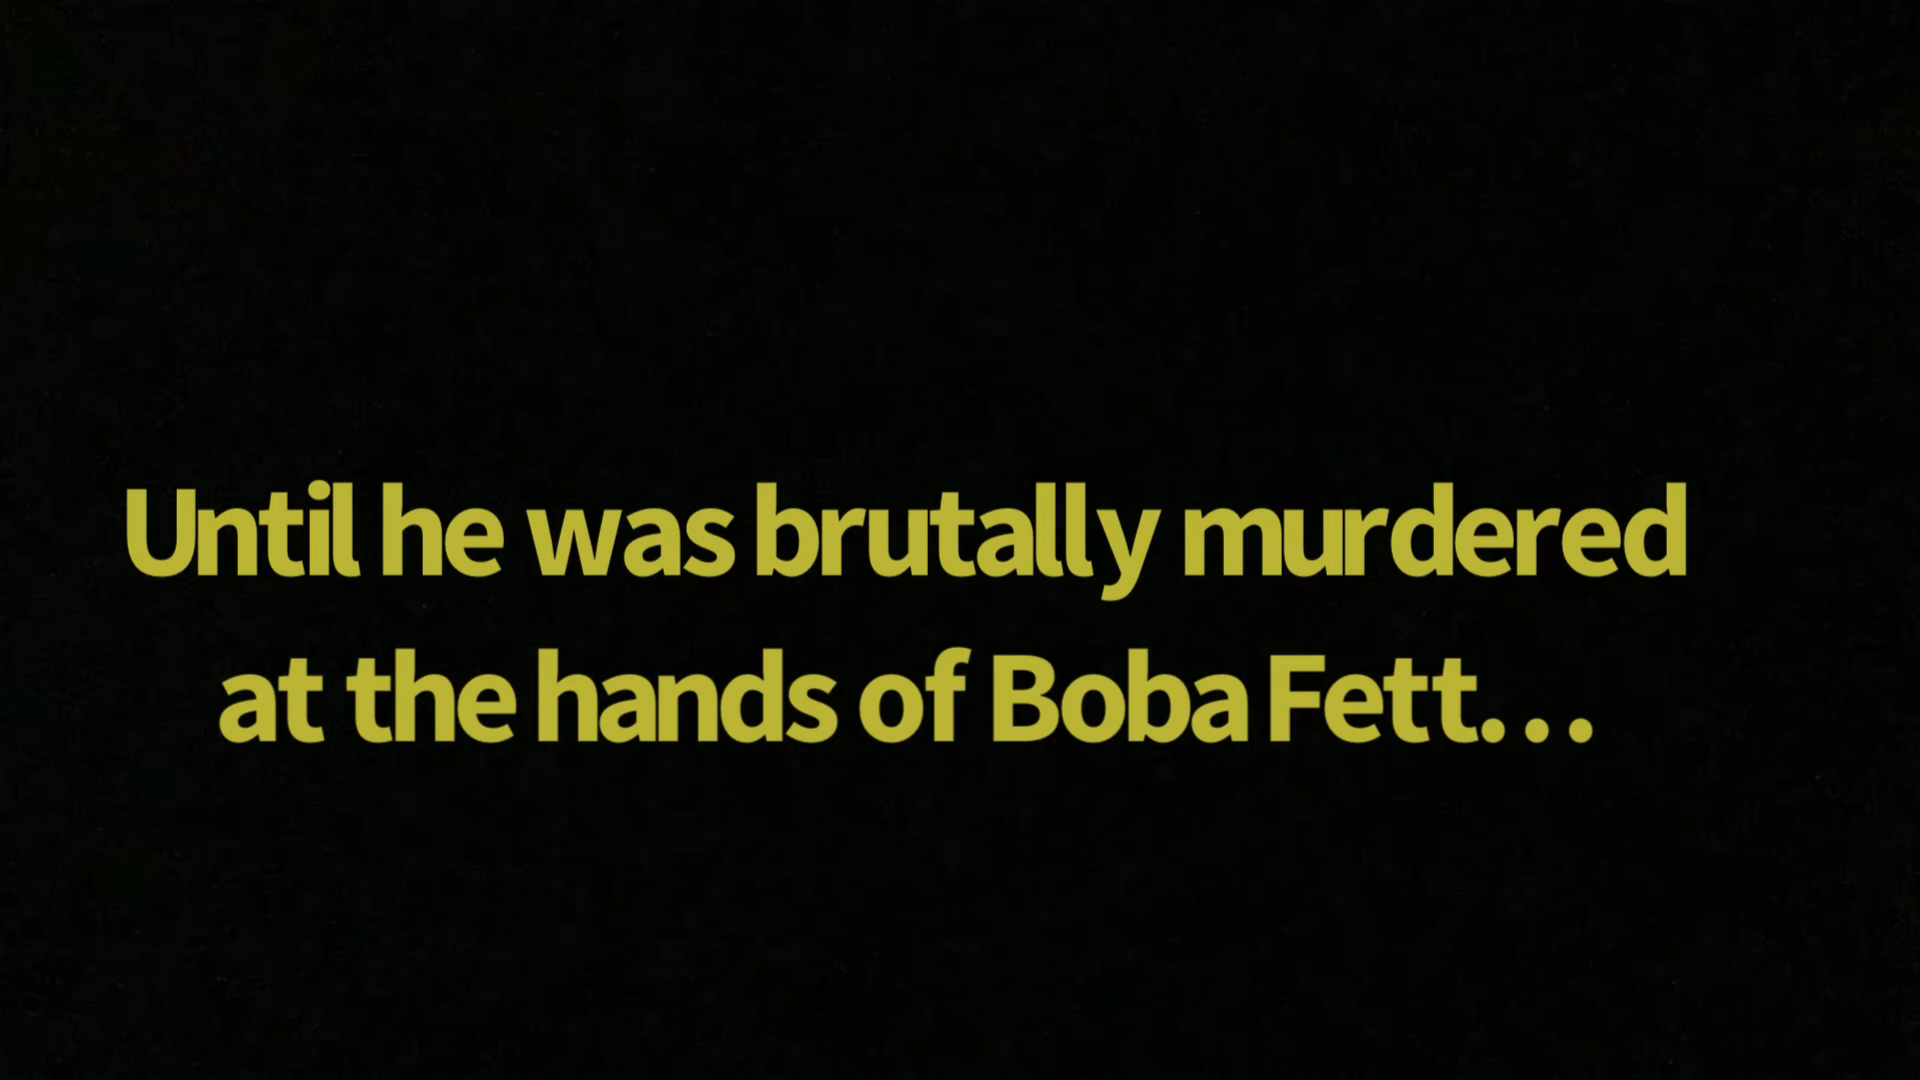 Until he was brutally murdered
at the hands of Boba Fett…